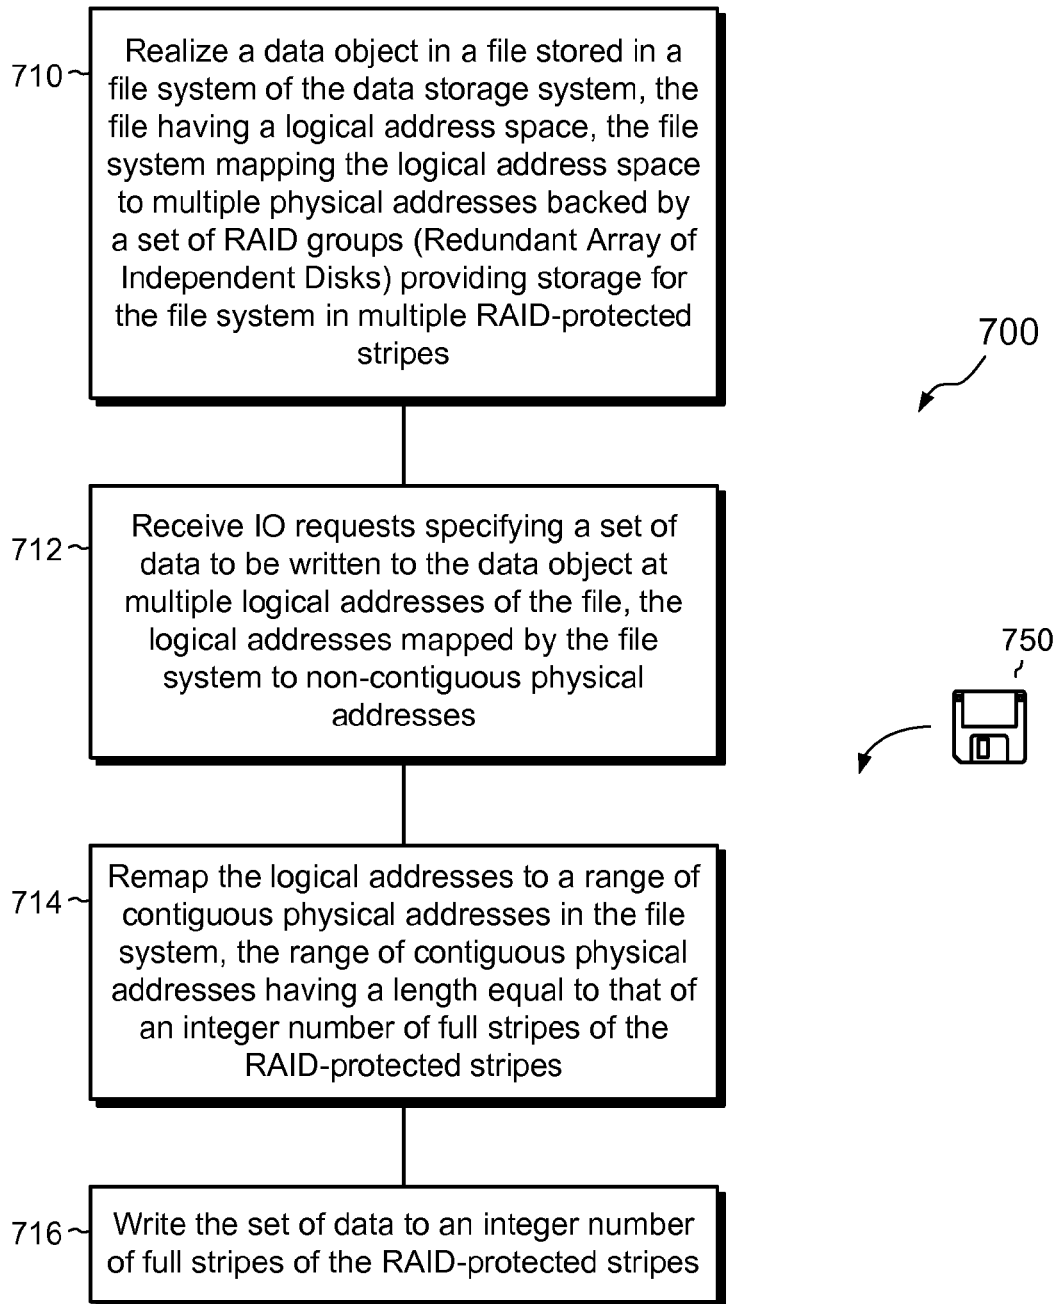 710
Realize a data object in a file stored in a
file system of the data storage system, the
file having a logical address space, the file
system mapping the logical address space
to multiple physical addresses backed by
a set of RAID groups (Redundant Array of
Independent Disks) providing storage for
the file system in multiple RAID-protected
stripes
700
712
Receive IO requests specifying a set of
data to be written to the data object at
multiple logical addresses of the file, the
logical addresses mapped by the file
system to non-contiguous physical
addresses
750
714
Remap the logical addresses to a range of
contiguous physical addresses in the file
system, the range of contiguous physical
addresses having a length equal to that of
an integer number of full stripes of the
RAID-protected stripes
716
Write the set of data to an integer number
of full stripes of the RAID-protected stripes